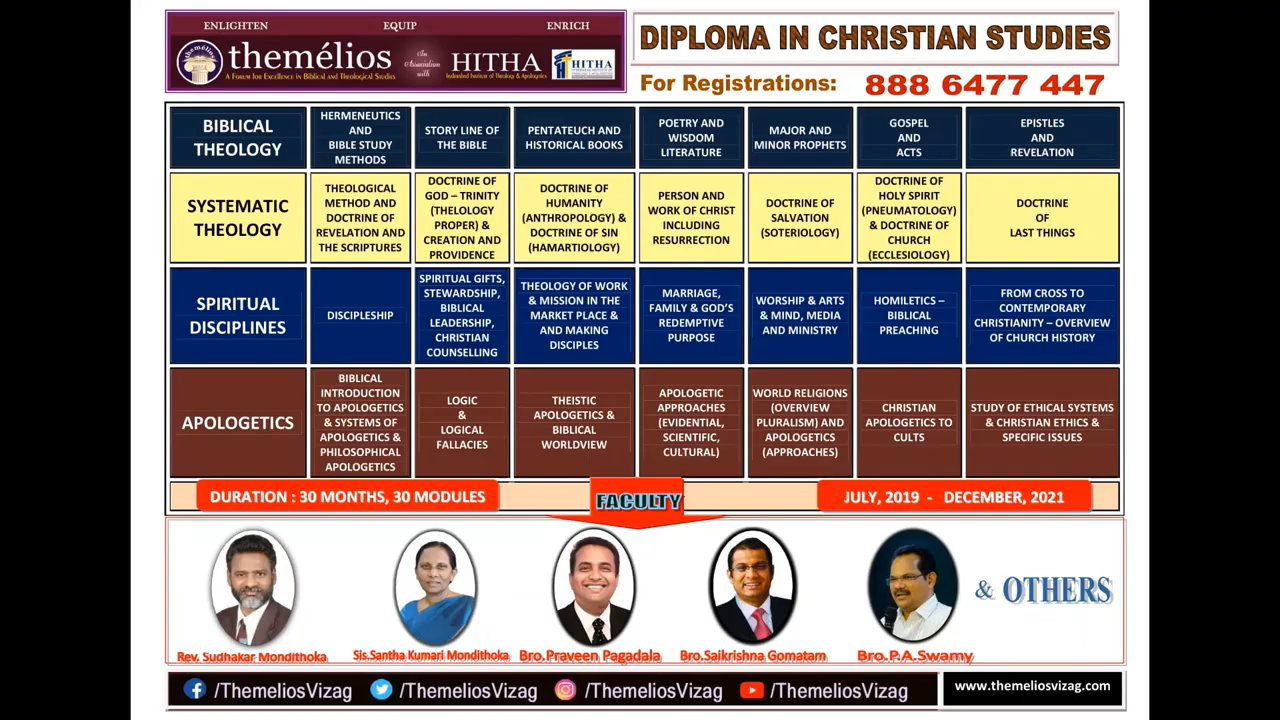 ENLIGHTEN EQUIP ENRICH
themélios
A Forum for Excellence in Biblical and Theological Studies
In
Association
with
HITHA
Hyderabad Institute of Theology & Apologetics
HITHA
DIPLOMA IN CHRISTIAN STUDIES
For Registrations: 888 6477 447
BIBLICAL
THEOLOGY
HERMENEUTICS
AND
BIBLE STUDY
METHODS
STORY LINE OF
THE BIBLE
PENTATEUCH AND
HISTORICAL BOOKS
POETRY AND
WISDOM
LITERATURE
MAJOR AND
MINOR PROPHETS
GOSPEL
AND
ACTS
EPISTLES
AND
REVELATION
SYSTEMATIC
THEOLOGY
THEOLOGICAL
METHOD AND
DOCTRINE OF
REVELATION AND
THE SCRIPTURES
DOCTRINE OF
GOD – TRINITY
(THELOLOGY
PROPER) &
CREATION AND
PROVIDENCE
DOCTRINE OF
HUMANITY
(ANTHROPOLOGY) &
DOCTRINE OF SIN
(HAMARTIOLOGY)
PERSON AND
WORK OF CHRIST
INCLUDING
RESURRECTION
DOCTRINE OF
SALVATION
(SOTERIOLOGY)
DOCTRINE OF
HOLY SPIRIT
(PNEUMATOLOGY)
& DOCTRINE OF
CHURCH
(ECCLESIOLOGY)
DOCTRINE
OF
LAST THINGS
SPIRITUAL
DISCIPLINES
DISCIPLESHIP
SPIRITUAL GIFTS,
STEWARDSHIP,
BIBLICAL
LEADERSHIP,
CHRISTIAN
COUNSELLING
THEOLOGY OF WORK
& MISSION IN THE
MARKET PLACE &
AND MAKING
DISCIPLES
MARRIAGE,
FAMILY & GOD'S
REDEMPTIVE
PURPOSE
WORSHIP & ARTS
& MIND, MEDIA
AND MINISTRY
HOMILETICS –
BIBLICAL
PREACHING
FROM CROSS TO
CONTEMPORARY
CHRISTIANITY – OVERVIEW
OF CHURCH HISTORY
APOLOGETICS
BIBLICAL
INTRODUCTION
TO APOLOGETICS
& SYSTEMS OF
APOLOGETICS &
PHILOSOPHICAL
APOLOGETICS
LOGIC
&
LOGICAL
FALLACIES
THEISTIC
APOLOGETICS &
BIBLICAL
WORLDVIEW
APOLOGETIC
APPROACHES
(EVIDENTIAL,
SCIENTIFIC,
CULTURAL)
WORLD RELIGIONS
(OVERVIEW
PLURALISM) AND
APOLOGETICS
(APPROACHES)
CHRISTIAN
APOLOGETICS TO
CULTS
STUDY OF ETHICAL SYSTEMS
& CHRISTIAN ETHICS &
SPECIFIC ISSUES
DURATION : 30 MONTHS, 30 MODULES
FACULTY
JULY, 2019 - DECEMBER, 2021
& OTHERS
Rev. Sudhakar Mondithoka
Sis.Santha Kumari Mondithoka
Bro.Praveen Pagadala
Bro.Saikrishna Gomatam
Bro.P.A.Swamy
/ThemeliosVizag /ThemeliosVizag /ThemeliosVizag /ThemeliosVizag
www.themeliosvizag.com